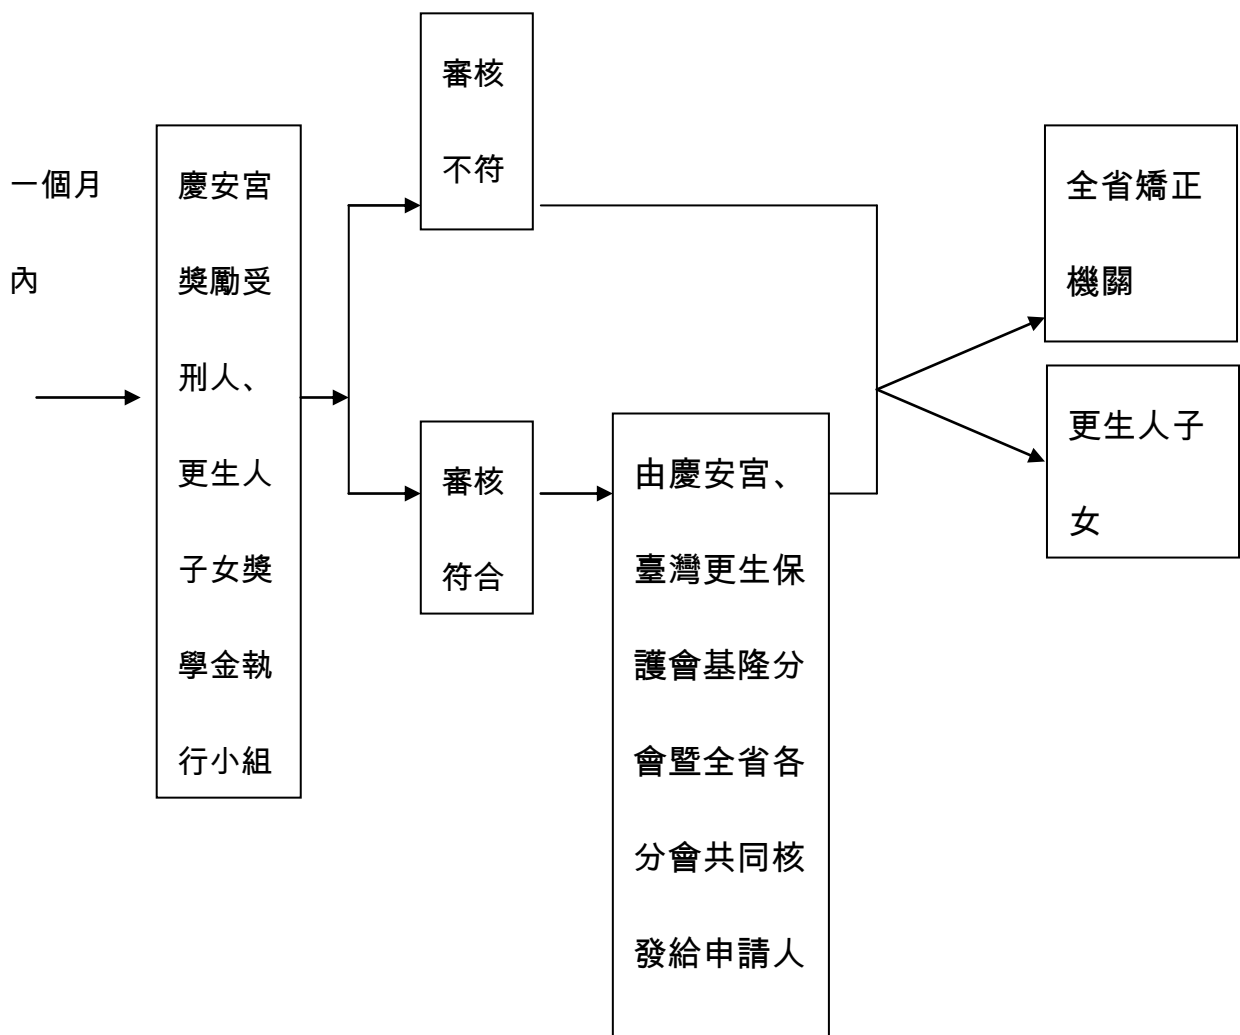 一個月
內
慶安宮
獎勵受
刑人、
更生人
子女獎
學金執
行小組
審核
不符
審核
符合
由慶安宮、
臺灣更生保
護會基隆分
會暨全省各
分會共同核
發給申請人
全省矯正
機關
更生人子
女